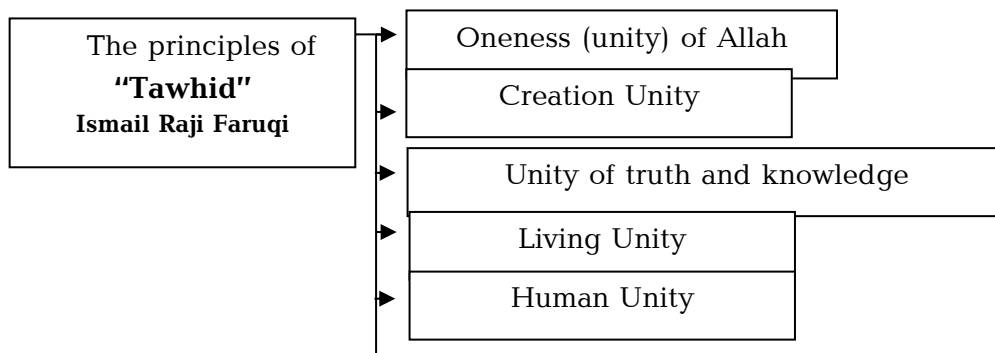 The principles of
“Tawhid”
Ismail Raji Faruqi
Oneness (unity) of Allah
Creation Unity
Unity of truth and knowledge
Living Unity
Human Unity